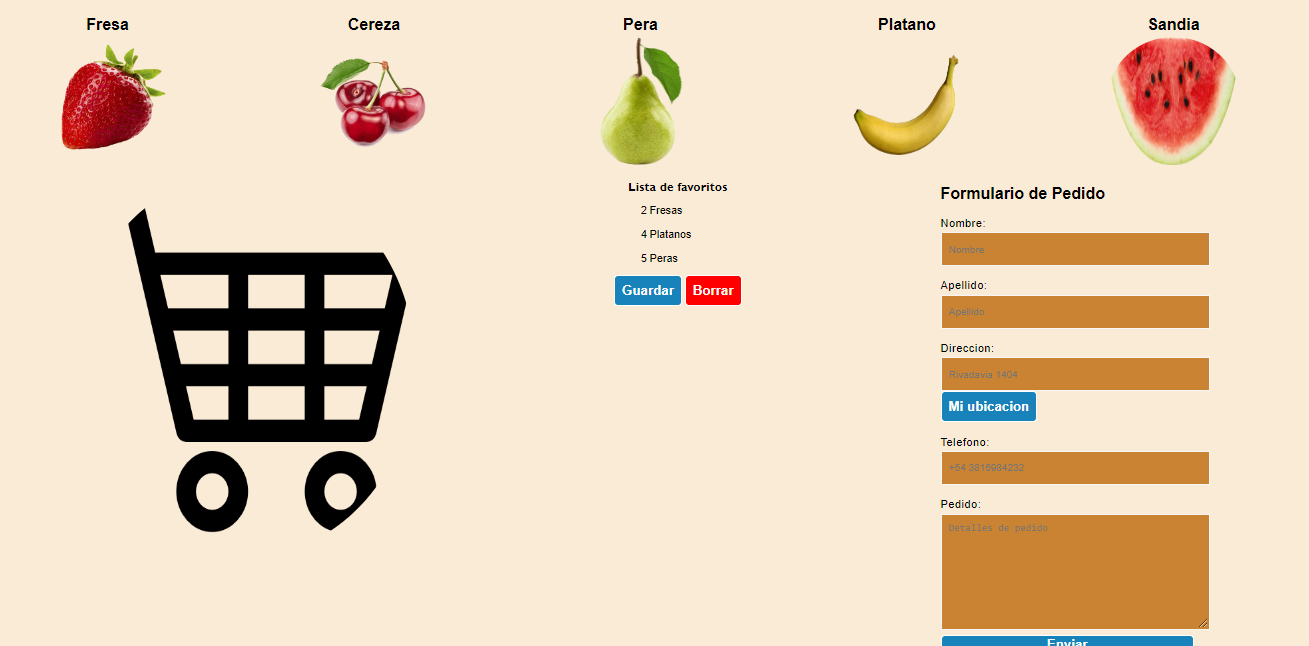 Fresa
Cereza
Pera
Platano
Sandia
Lista de favoritos
2 Fresas
4 Platanos
5 Peras
Guardar Borrar
Formulario de Pedido
Nombre:
Nombre
Apellido:
Apellido
Direccion:
Rivadavia 1404
Mi ubicacion
Telefono:
+54 3816984232
Pedido:
Detalles de pedido
Enviar